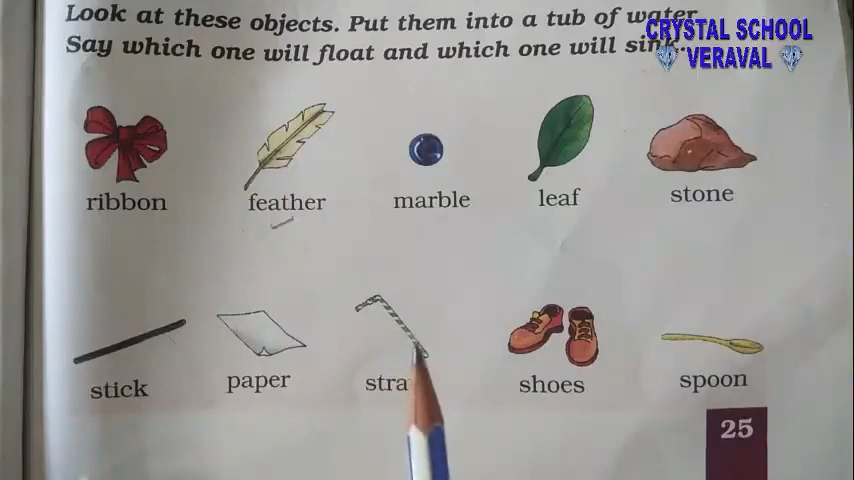 Look at these objects. Put them into a tub of water.
Say which one will float and which one will sink.
CRYSTAL SCHOOL
VERAVAL
ribbon feather marble leaf stone
stick paper stra shoes spoon
25